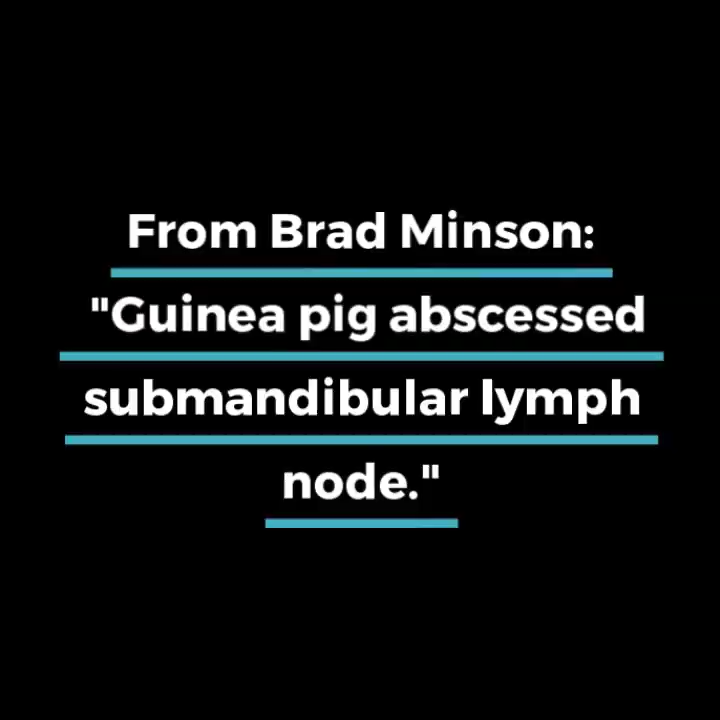 From Brad Minson:
"Guinea pig abscessed
submandibular lymph
node."